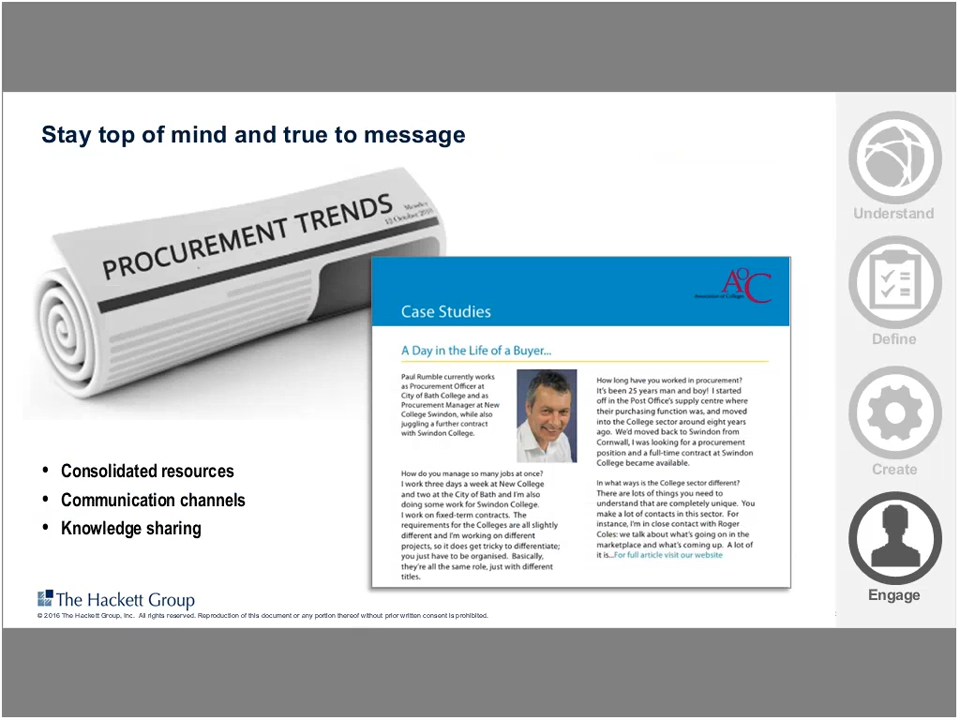 Stay top of mind and true to message
PROCUREMENT TRENDS
Monday
12 October 2016
AOC
Association of Colleges
Case Studies
A Day in the Life of a Buyer...
Paul Rumble currently works
as Procurement Officer at
City of Bath College and as
Procurement Manager at New
College Swindon, while also
juggling a further contract
with Swindon College.
How do you manage so many jobs at once?
I work three days a week at New College
and two at the City of Bath and I'm also
doing some work for Swindon College.
I work on fixed-term contracts. The
requirements for the Colleges are all slightly
different and I'm working on different
projects, so it does get tricky to differentiate;
you just have to be organised. Basically,
they're all the same role, just with different
titles.
How long have you worked in procurement?
It's been 25 years man and boy! I started
off in the Post Office's supply centre where
their purchasing function was, and moved
into the College sector around eight years
ago. We'd moved back to Swindon from
Cornwall, I was looking for a procurement
position and a full-time contract at Swindon
College became available.
In what ways is the College sector different?
There are lots of things you need to
understand that are completely unique. You
make a lot of contacts in this sector. For
instance, I'm in close contact with Roger
Coles: we talk about what's going on in the
marketplace and what's coming up. A lot of
it is...For full article visit our website
• Consolidated resources
• Communication channels
• Knowledge sharing
Understand
Define
Create
Engage
The Hackett Group
© 2016 The Hackett Group, Inc. All rights reserved. Reproduction of this document or any portion thereof without prior written consent is prohibited.